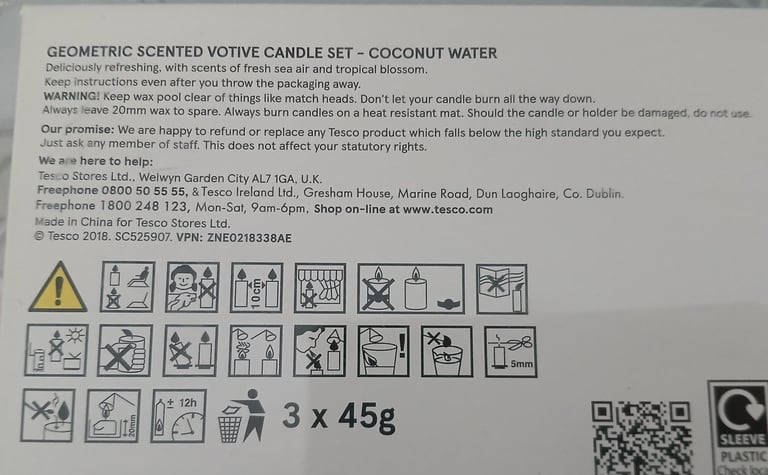 GEOMETRIC SCENTED VOTIVE CANDLE SET – COCONUT WATER
Deliciously refreshing, with scents of fresh sea air and tropical blossom.
Keep instructions even after you throw the packaging away.
WARNING! Keep wax pool clear of things like match heads. Don't let your candle burn all the way down.
Always leave 20mm wax to spare. Always burn candles on a heat resistant mat. Should the candle or holder be damaged, do not use.
Our promise: We are happy to refund or replace any Tesco product which falls below the high standard you expect.
Just ask any member of staff. This does not affect your statutory rights.
We are here to help:
Tesco Stores Ltd., Welwyn Garden City AL7 1GA, U.K.
Freephone 0800 50 55 55, & Tesco Ireland Ltd., Gresham House, Marine Road, Dun Laoghaire, Co. Dublin.
Freephone 1800 248 123, Mon-Sat, 9am-6pm, Shop on-line at www.tesco.com
Made in China for Tesco Stores Ltd.
© Tesco 2018. SC525907. VPN: ZNE0218338AE
10cm
!
5mm
20mm
± 12h
3 x 45g
SLEEVE
PLASTIC
Check loc